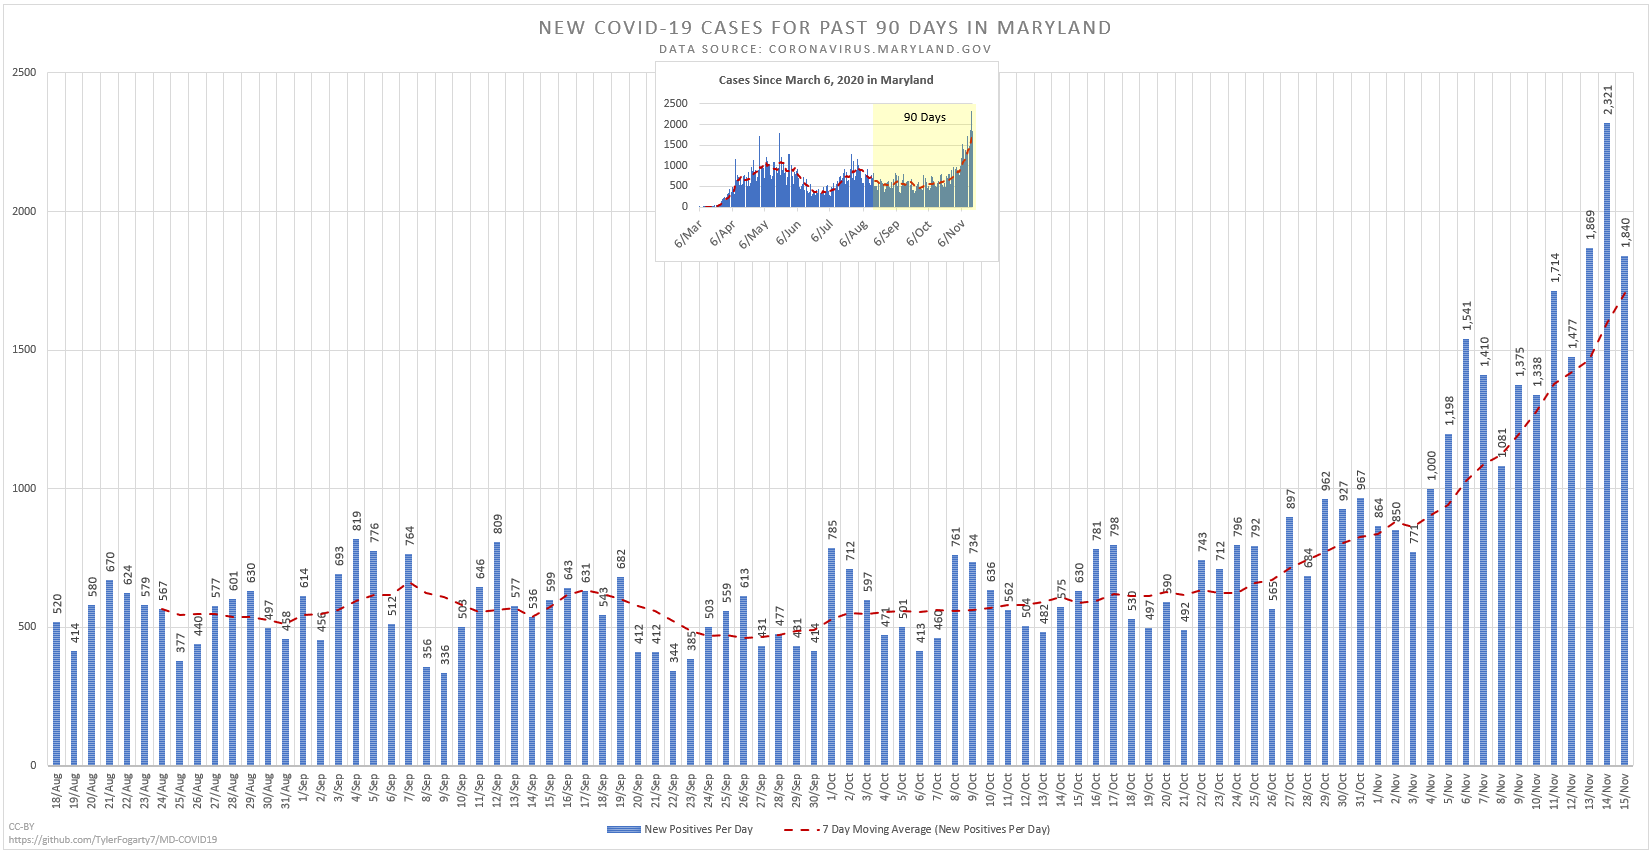 NEW COVID-19 CASES FOR PAST 90 DAYS IN MARYLAND
DATA SOURCE: CORONAVIRUS.MARYLAND.GOV
Cases Since March 6, 2020 in Maryland
90 Days
2500
2000
1500
1000
500
0
6/Mar
6/Apr
6/May
6/Jun
6/Jul
6/Aug
6/Sep
6/Oct
6/Nov
2500
2000
1500
1000
500
0
520
414
580
670
624
579
567
377
440
577
601
630
497
458
614
456
693
819
776
512
764
356
336
503
646
809
577
536
599
643
631
543
682
412
412
344
385
503
559
613
431
477
431
414
785
712
597
471
501
413
460
761
734
636
562
504
482
575
630
781
798
530
497
590
492
743
712
796
792
565
897
684
962
927
967
864
850
771
1,000
1,198
1,541
1,410
1,081
1,375
1,338
1,714
1,477
1,869
2,321
1,840
18/Aug
19/Aug
20/Aug
21/Aug
22/Aug
23/Aug
24/Aug
25/Aug
26/Aug
27/Aug
28/Aug
29/Aug
30/Aug
31/Aug
1/Sep
2/Sep
3/Sep
4/Sep
5/Sep
6/Sep
7/Sep
8/Sep
9/Sep
10/Sep
11/Sep
12/Sep
13/Sep
14/Sep
15/Sep
16/Sep
17/Sep
18/Sep
19/Sep
20/Sep
21/Sep
22/Sep
23/Sep
24/Sep
25/Sep
26/Sep
27/Sep
28/Sep
29/Sep
30/Sep
1/Oct
2/Oct
3/Oct
4/Oct
5/Oct
6/Oct
7/Oct
8/Oct
9/Oct
10/Oct
11/Oct
12/Oct
13/Oct
14/Oct
15/Oct
16/Oct
17/Oct
18/Oct
19/Oct
20/Oct
21/Oct
22/Oct
23/Oct
24/Oct
25/Oct
26/Oct
27/Oct
28/Oct
29/Oct
30/Oct
31/Oct
1/Nov
2/Nov
3/Nov
4/Nov
5/Nov
6/Nov
7/Nov
8/Nov
9/Nov
10/Nov
11/Nov
12/Nov
13/Nov
14/Nov
15/Nov
New Positives Per Day
7 Day Moving Average (New Positives Per Day)
CC-BY
https://github.com/TylerFogarty7/MD-COVID19